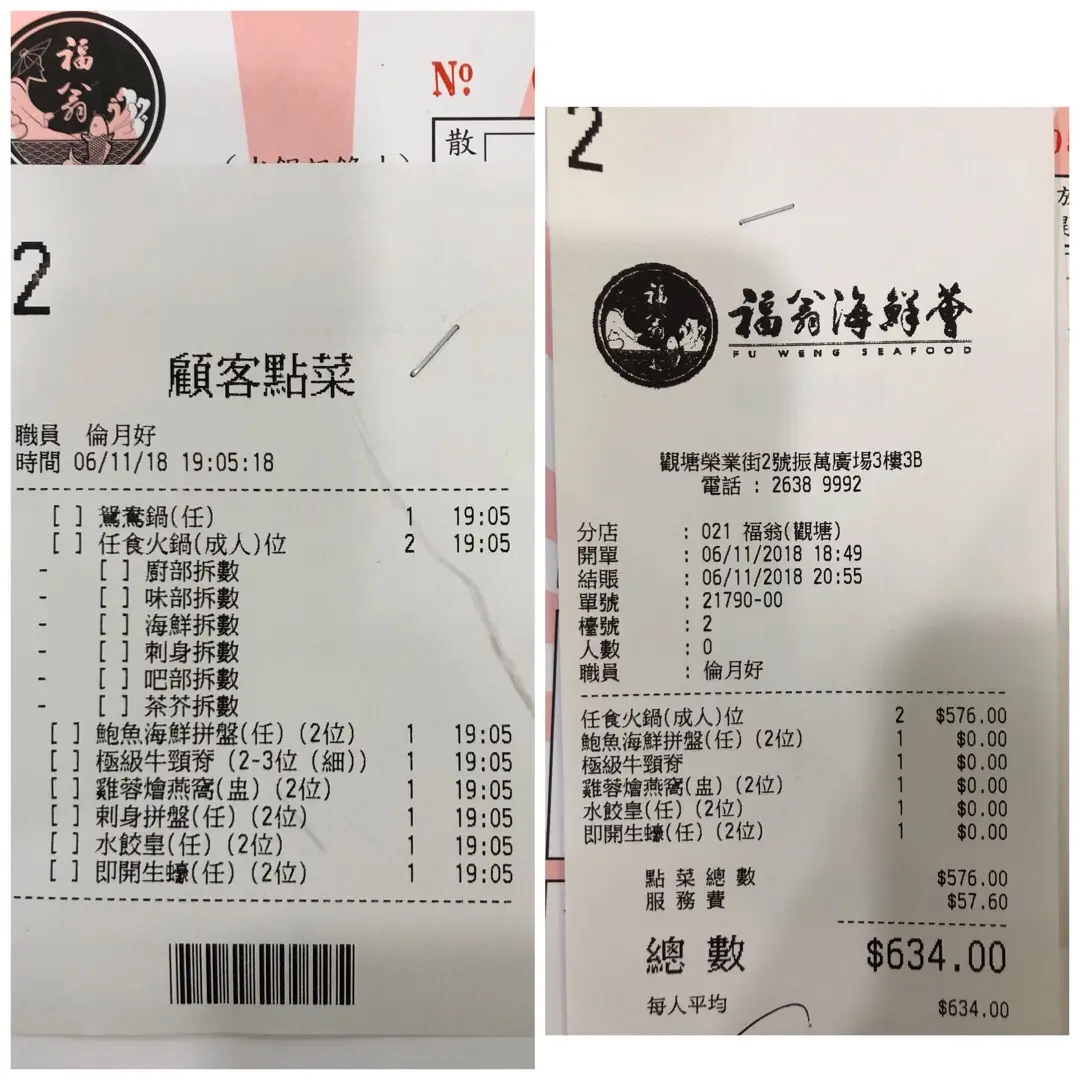 福翁
Nº
散
2
顧客點菜
職員 倫月好
時間 06/11/18 19:05:18
[ ] 鴛鴦鍋(任) 1 19:05
[ ] 任食火鍋(成人)位 2 19:05
- [ ] 廚部拆數
- [ ] 味部拆數
- [ ] 海鮮拆數
- [ ] 刺身拆數
- [ ] 吧部拆數
- [ ] 茶芥拆數
[ ] 鮑魚海鮮拼盤(任) (2位) 1 19:05
[ ] 極級牛頸脊 (2-3位 (細)) 1 19:05
[ ] 雞蓉燴燕窩(盅) (2位) 1 19:05
[ ] 刺身拼盤(任) (2位) 1 19:05
[ ] 水餃皇(任) (2位) 1 19:05
[ ] 即開生蠔(任) (2位) 1 19:05
2
福翁
福翁海鮮薈
FU WENG SEAFOOD
觀塘榮業街2號振萬廣場3樓3B
電話 : 2638 9992
分店 : 021 福翁(觀塘)
開單 : 06/11/2018 18:49
結賬 : 06/11/2018 20:55
單號 : 21790-00
檯號 : 2
人數 : 0
職員 : 倫月好
任食火鍋(成人)位 2 $576.00
鮑魚海鮮拼盤(任) (2位) 1 $0.00
極級牛頸脊 1 $0.00
雞蓉燴燕窩(盅) (2位) 1 $0.00
水餃皇(任) (2位) 1 $0.00
即開生蠔(任) (2位) 1 $0.00
點菜總數 $576.00
服務費 $57.60
總數 $634.00
每人平均 $634.00